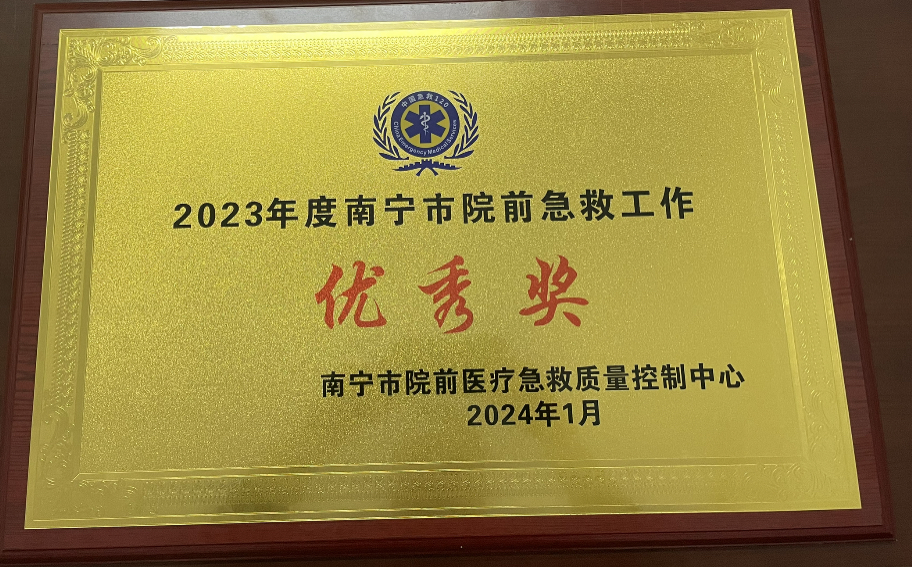 中国急救120
China Emergency Medical Services
2023年度南宁市院前急救工作
优秀奖
南宁市院前医疗急救质量控制中心
2024年1月